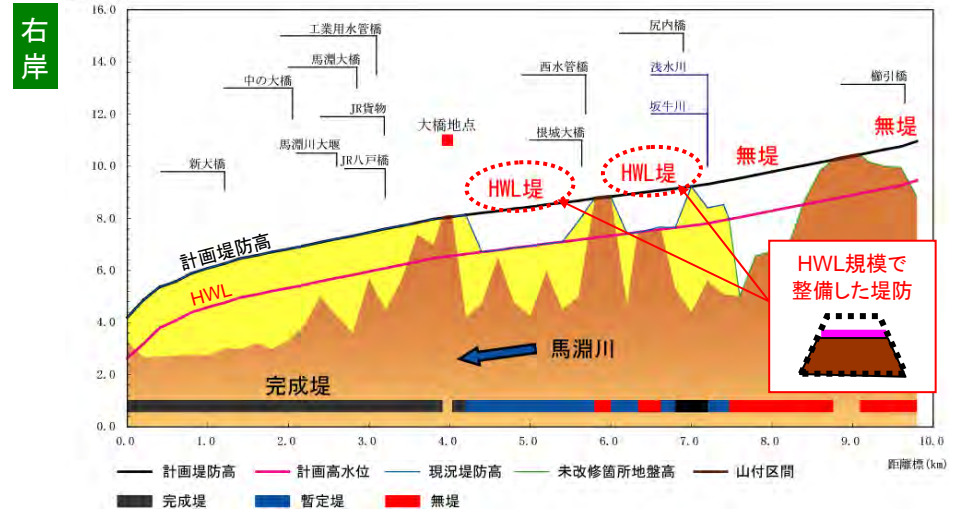 右岸
16.0
14.0
12.0
10.0
8.0
6.0
4.0
2.0
0.0
工業用水管橋
馬淵大橋
中の大橋
JR貨物
馬淵川大堰
JR八戸橋
新大橋
大橋地点
尻内橋
西水管橋
浅水川
坂牛川
根城大橋
櫛引橋
無堤
無堤
HWL堤
HWL堤
計画堤防高
HWL
HWL規模で
整備した堤防
馬淵川
完成堤
0.0 1.0 2.0 3.0 4.0 5.0 6.0 7.0 8.0 9.0 10.0
距離標(km)
計画堤防高 計画高水位 現況堤防高 未改修箇所地盤高 山付区間
完成堤 暫定堤 無堤